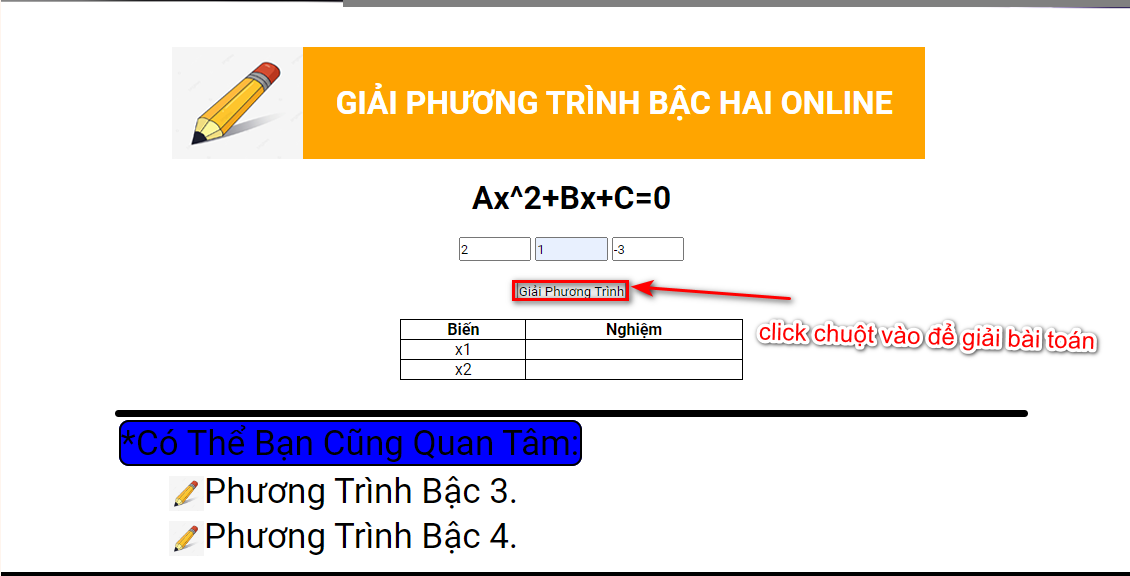 GIẢI PHƯƠNG TRÌNH BẬC HAI ONLINE
Ax^2+Bx+C=0
2 1 -3
Giải Phương Trình
click chuột vào để giải bài toán
Biến Nghiệm
x1
x2
*Có Thể Bạn Cũng Quan Tâm:
Phương Trình Bậc 3.
Phương Trình Bậc 4.